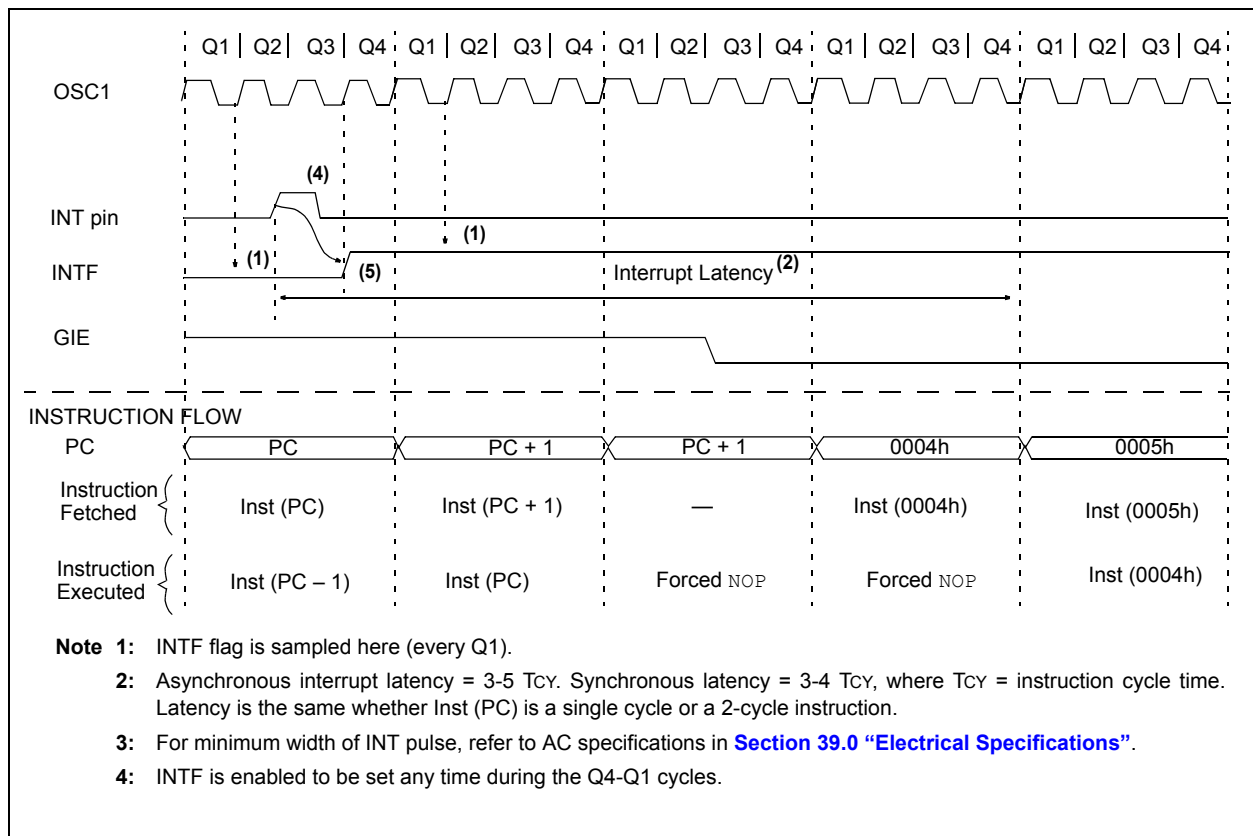 Q1 Q2 Q3 Q4 Q1 Q2 Q3 Q4 Q1 Q2 Q3 Q4 Q1 Q2 Q3 Q4 Q1 Q2 Q3 Q4
OSC1
(4)
INT pin
(1)
(1)
INTF
(5)
Interrupt Latency(2)
GIE
INSTRUCTION FLOW
PC PC PC + 1 PC + 1 0004h 0005h
Instruction
Fetched
Inst (PC) Inst (PC + 1) — Inst (0004h) Inst (0005h)
Instruction
Executed
Inst (PC – 1) Inst (PC) Forced NOP Forced NOP Inst (0004h)
Note 1: INTF flag is sampled here (every Q1).
2: Asynchronous interrupt latency = 3-5 TCY. Synchronous latency = 3-4 TCY, where TCY = instruction cycle time.
Latency is the same whether Inst (PC) is a single cycle or a 2-cycle instruction.
3: For minimum width of INT pulse, refer to AC specifications in Section 39.0 “Electrical Specifications”.
4: INTF is enabled to be set any time during the Q4-Q1 cycles.